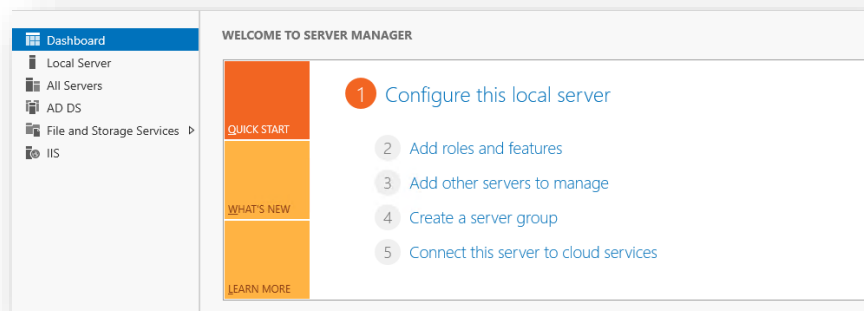 Dashboard
Local Server
All Servers
AD DS
File and Storage Services
IIS
WELCOME TO SERVER MANAGER
QUICK START
WHAT'S NEW
LEARN MORE
1 Configure this local server
2 Add roles and features
3 Add other servers to manage
4 Create a server group
5 Connect this server to cloud services